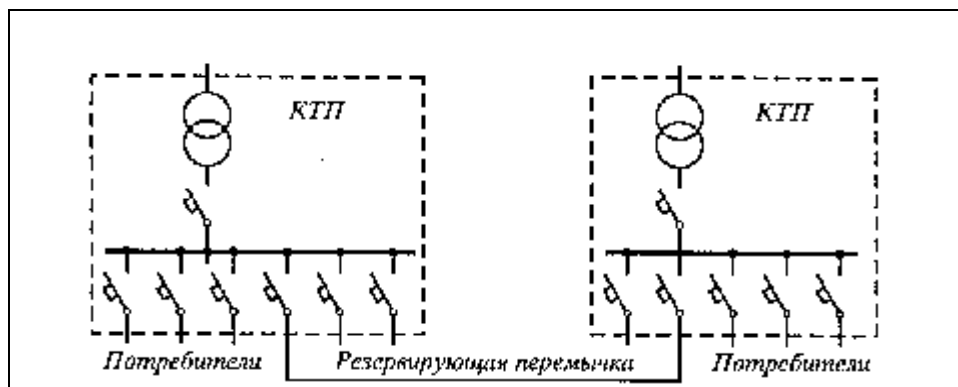 КТП
КТП
Потребители
Резервирующая перемычка
Потребители